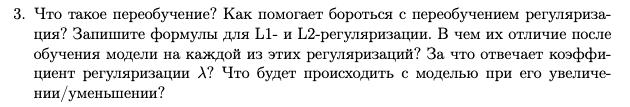 3. Что такое переобучение? Как помогает бороться с переобучением регуляриза-
ция? Запишите формулы для L1- и L2-регуляризации. В чем их отличие после
обучения модели на каждой из этих регуляризаций? За что отвечает коэффи-
циент регуляризации λ? Что будет происходить с моделью при его увеличе-
нии/уменьшении?